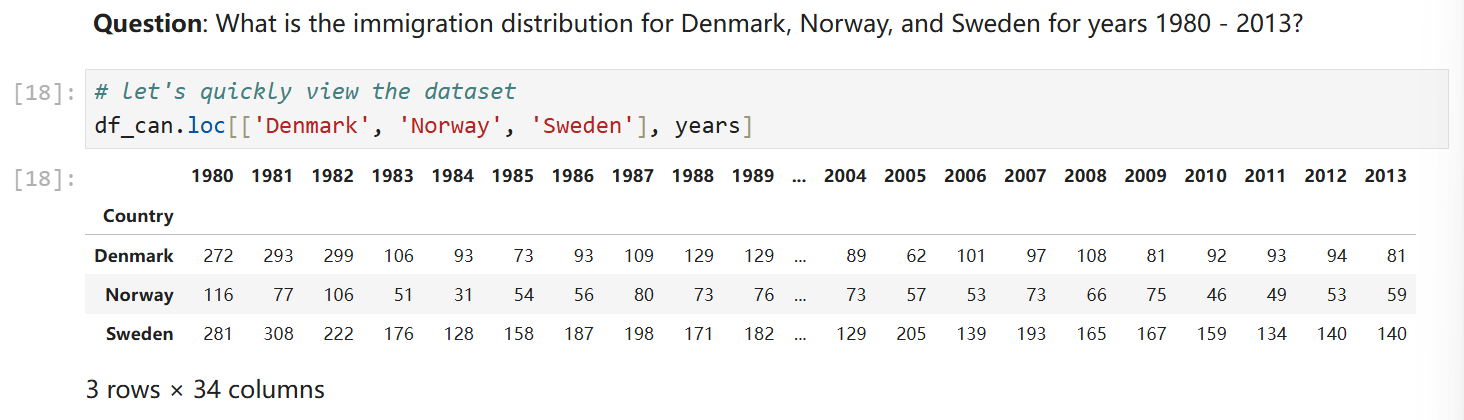 Question: What is the immigration distribution for Denmark, Norway, and Sweden for years 1980 - 2013?
[18]: # let's quickly view the dataset
df_can.loc[['Denmark', 'Norway', 'Sweden'], years]
[18]: 1980 1981 1982 1983 1984 1985 1986 1987 1988 1989 ... 2004 2005 2006 2007 2008 2009 2010 2011 2012 2013
Country
Denmark 272 293 299 106 93 73 93 109 129 129 ... 89 62 101 97 108 81 92 93 94 81
Norway 116 77 106 51 31 54 56 80 73 76 ... 73 57 53 73 66 75 46 49 53 59
Sweden 281 308 222 176 128 158 187 198 171 182 ... 129 205 139 193 165 167 159 134 140 140
3 rows × 34 columns